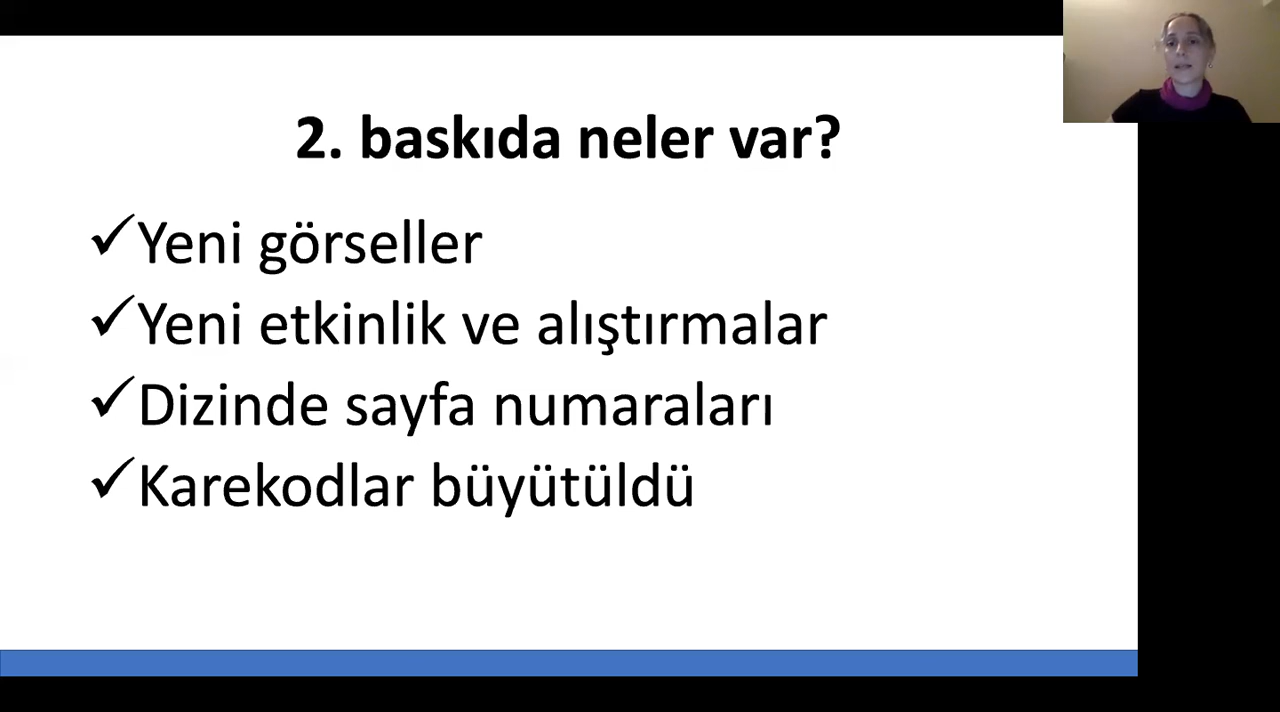 2. baskıda neler var?
✓Yeni görseller
✓Yeni etkinlik ve alıştırmalar
✓Dizinde sayfa numaraları
✓Karekodlar büyütüldü